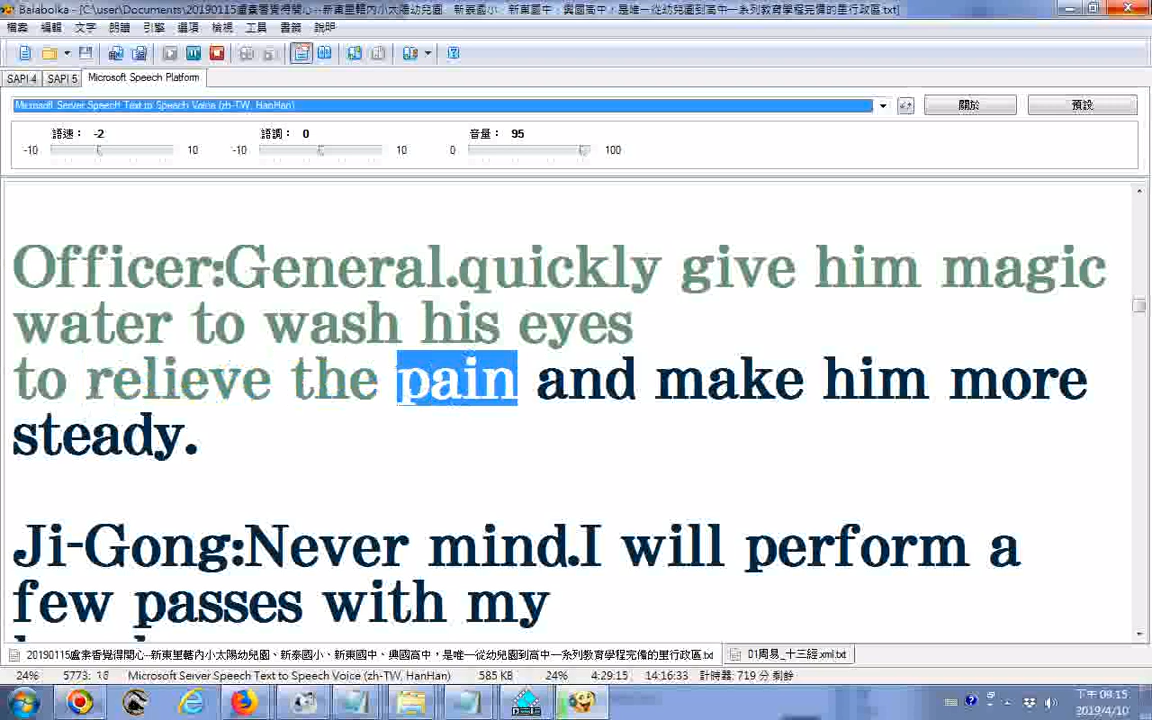 Balabolka - [C:\user\Documents\20190115盧素香覺得開心--新東里轄內小太陽幼兒園、新泰國小、新東國中、興國高中，是唯一從幼兒園到高中一系列教育學程完備的里行政區.txt]
檔案 編輯 文字 朗讀 引擎 選項 檢視 工具 書籤 說明
SAPI 4 SAPI 5 Microsoft Speech Platform
Microsoft Server Speech Text to Speech Voice (zh-TW, HanHan) 關於 預設
語速： -2 語調： 0 音量： 95
-10 10 -10 10 0 100
Officer:General.quickly give him magic
water to wash his eyes
to relieve the pain and make him more
steady.
Ji-Gong:Never mind.I will perform a
few passes with my
20190115盧素香覺得開心--新東里轄內小太陽幼兒園、新泰國小、新東國中、興國高中，是唯一從幼兒園到高中一系列教育學程完備的里行政區.txt 01周易_十三經.xml.txt
24% 5773: 18 Microsoft Server Speech Text to Speech Voice (zh-TW, HanHan) 585 KB 24% 4:29:15 14:16:33 計時器: 719 分 剩餘
下午 08:15
2019/4/10